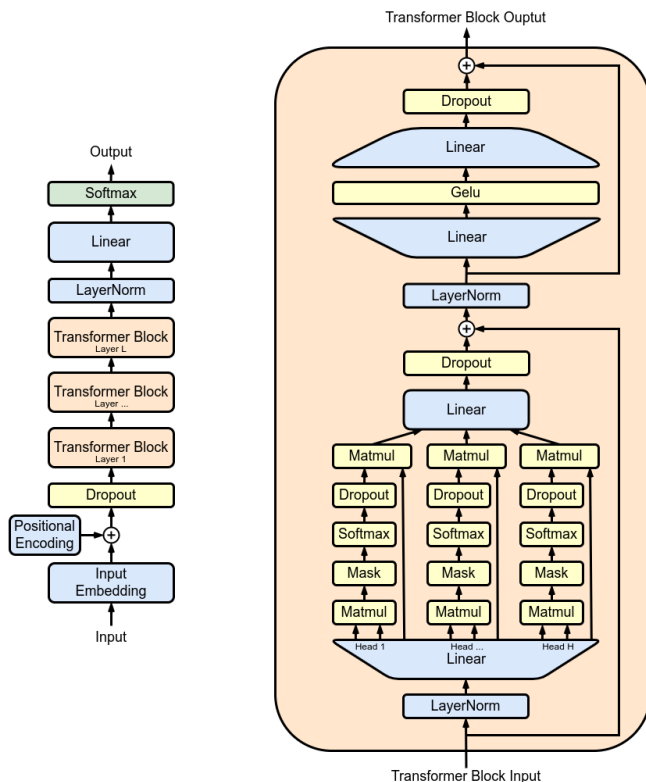 Output
Softmax
Linear
LayerNorm
Transformer Block
Layer L
Transformer Block
Layer ...
Transformer Block
Layer 1
Dropout
Positional
Encoding
Input
Embedding
Input
Transformer Block Ouptut
Dropout
Linear
Gelu
Linear
LayerNorm
Dropout
Linear
Matmul Matmul Matmul
Dropout Dropout Dropout
Softmax Softmax Softmax
Mask Mask Mask
Matmul Matmul Matmul
Head 1 Head ... Head H
Linear
LayerNorm
Transformer Block Input